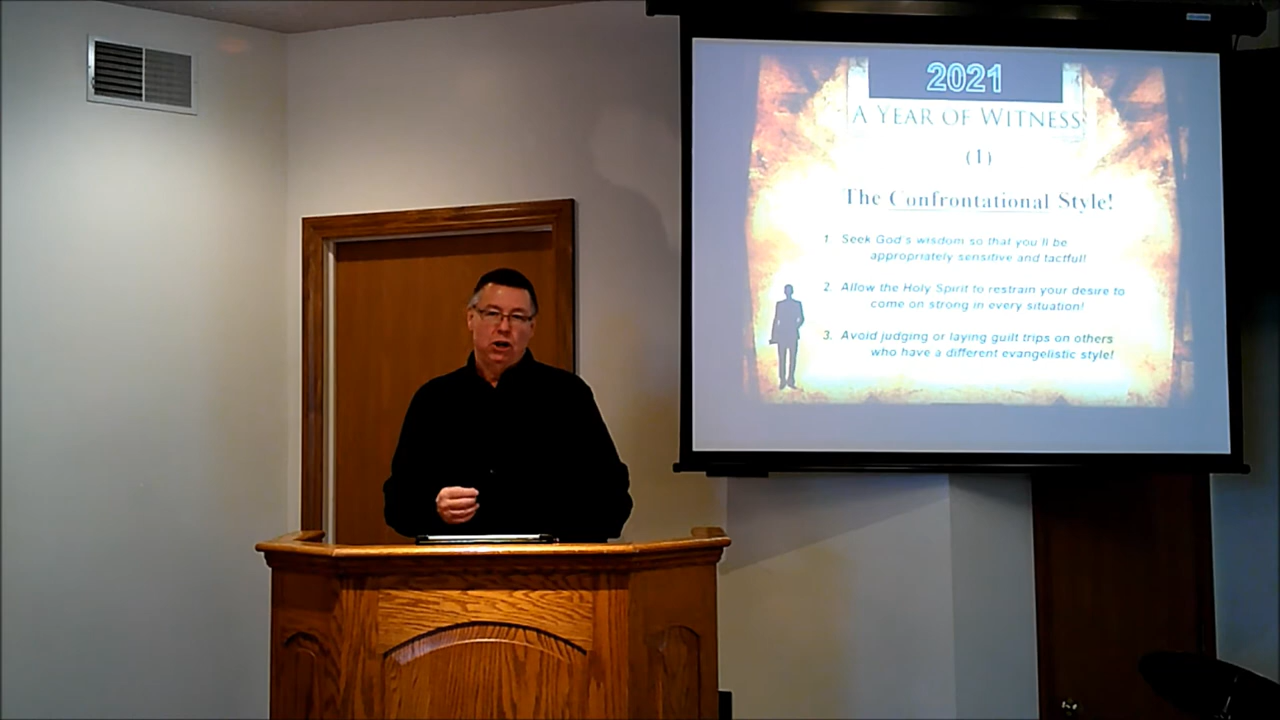 2021
A YEAR OF WITNESS
(1)
The Confrontational Style!
1. Seek God's wisdom so that you'll be
appropriately sensitive and tactful!
2. Allow the Holy Spirit to restrain your desire to
come on strong in every situation!
3. Avoid judging or laying guilt trips on others
who have a different evangelistic style!